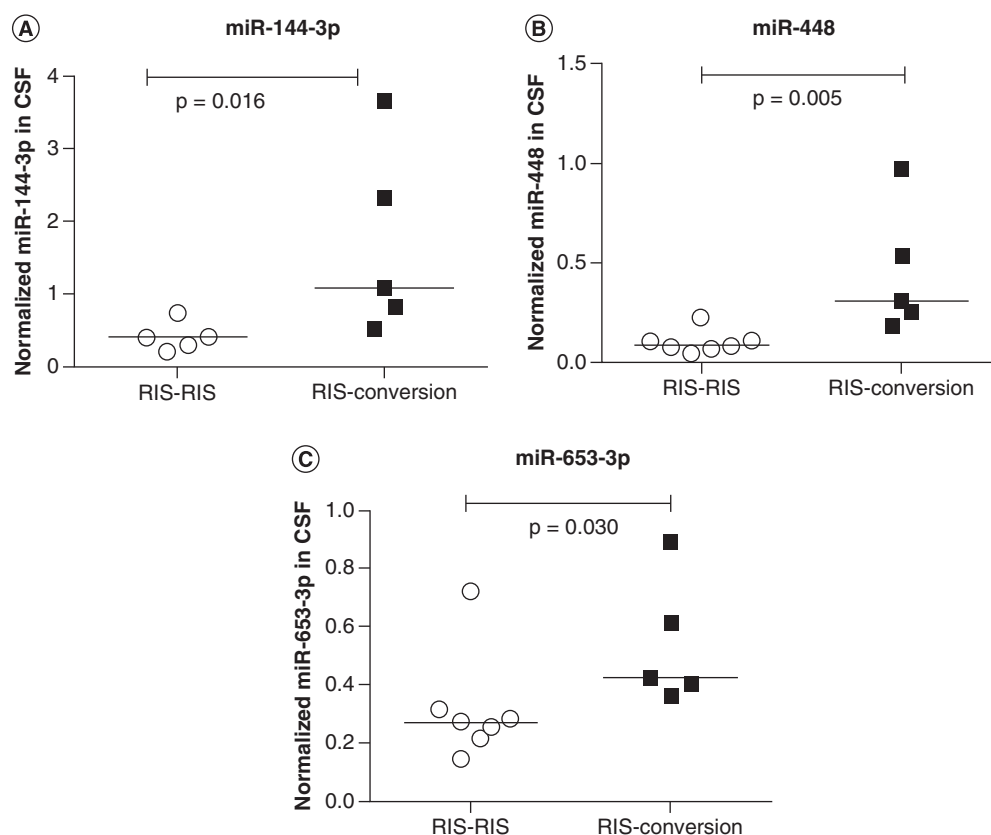 A
miR-144-3p
Normalized miR-144-3p in CSF
4
3
2
1
0
p = 0.016
RIS-RIS
RIS-conversion
B
miR-448
Normalized miR-448 in CSF
1.5
1.0
0.5
0.0
p = 0.005
RIS-RIS
RIS-conversion
C
miR-653-3p
Normalized miR-653-3p in CSF
1.0
0.8
0.6
0.4
0.2
0.0
p = 0.030
RIS-RIS
RIS-conversion